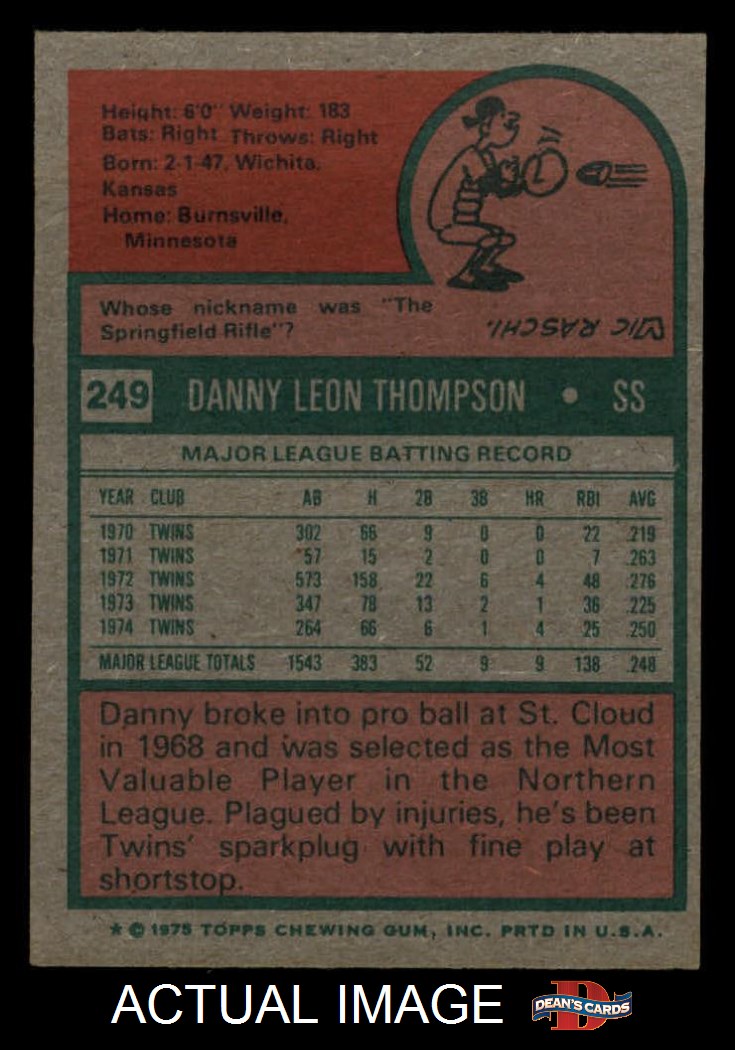 Height: 6'0" Weight: 183
Bats: Right Throws: Right
Born: 2-1-47, Wichita,
Kansas
Home: Burnsville,
Minnesota
Whose nickname was "The
Springfield Rifle"?
VIC RASCHI.
249 DANNY LEON THOMPSON • SS
MAJOR LEAGUE BATTING RECORD
YEAR CLUB AB H 2B 3B HR RBI AVG
1970 TWINS 302 66 9 0 0 22 .219
1971 TWINS 57 15 2 0 0 7 .263
1972 TWINS 573 158 22 6 4 48 .276
1973 TWINS 347 78 13 2 1 36 .225
1974 TWINS 264 66 6 1 4 25 .250
MAJOR LEAGUE TOTALS 1543 383 52 9 9 138 .248
Danny broke into pro ball at St. Cloud
in 1968 and was selected as the Most
Valuable Player in the Northern
League. Plagued by injuries, he's been
Twins' sparkplug with fine play at
shortstop.
★ © 1975 TOPPS CHEWING GUM, INC. PRTD IN U.S.A.
ACTUAL IMAGE
D
DEAN'S CARDS